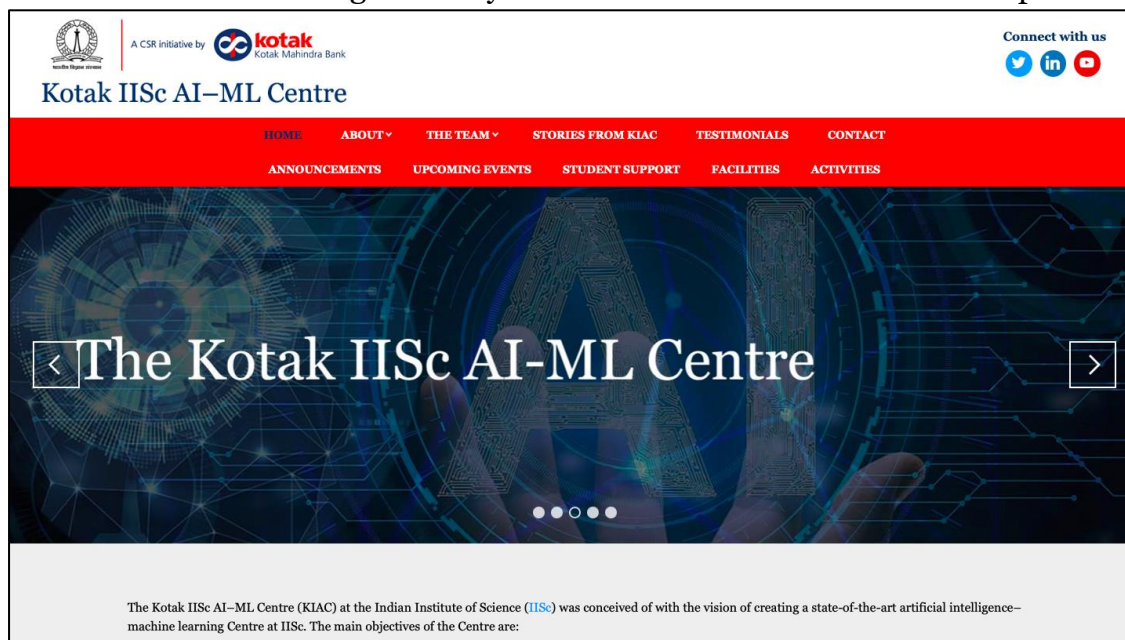 A CSR initiative by kotak
Kotak Mahindra Bank
भारतीय विज्ञान संस्थान
Connect with us
Kotak IISc AI–ML Centre
HOME ABOUT THE TEAM STORIES FROM KIAC TESTIMONIALS CONTACT
ANNOUNCEMENTS UPCOMING EVENTS STUDENT SUPPORT FACILITIES ACTIVITIES
The Kotak IISc AI-ML Centre
AI
The Kotak IISc AI–ML Centre (KIAC) at the Indian Institute of Science (IISc) was conceived of with the vision of creating a state-of-the-art artificial intelligence–
machine learning Centre at IISc. The main objectives of the Centre are: